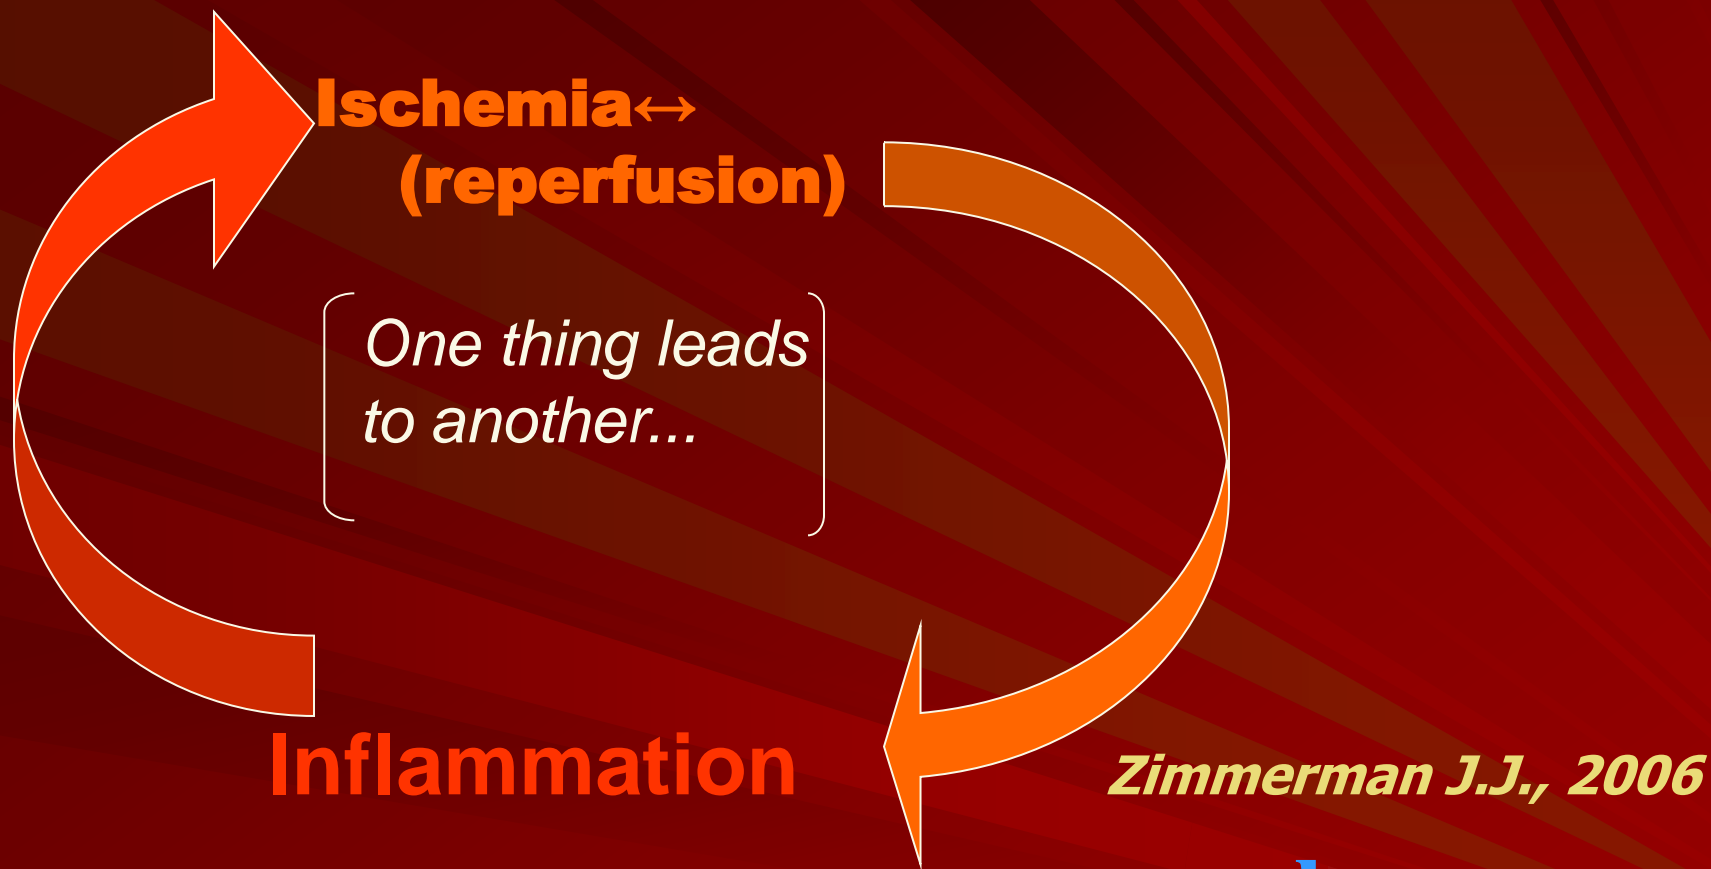 Ischemia↔
(reperfusion)
One thing leads
to another...
Inflammation
Zimmerman J.J., 2006